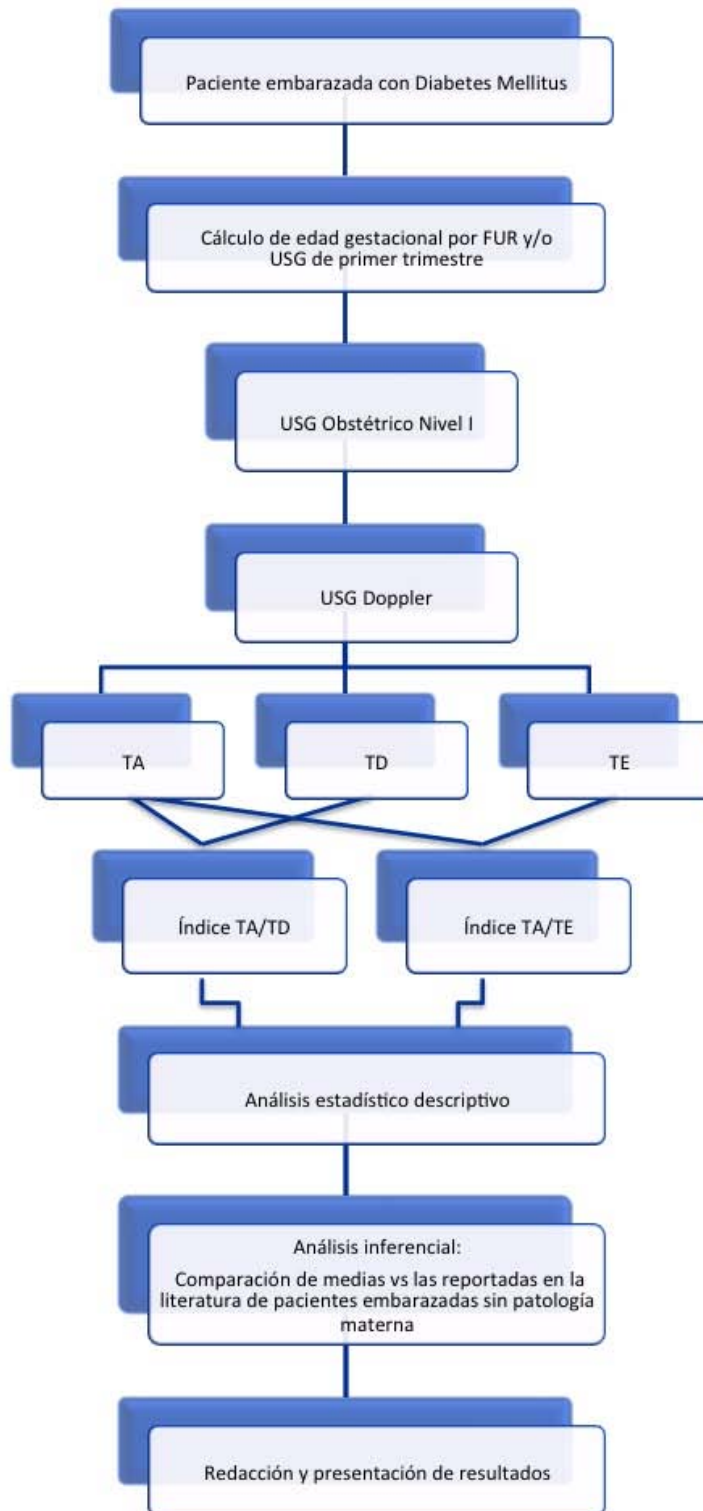 Paciente embarazada con Diabetes Mellitus
Cálculo de edad gestacional por FUR y/o
USG de primer trimestre
USG Obstétrico Nivel I
USG Doppler
TA
TD
TE
Índice TA/TD
Índice TA/TE
Análisis estadístico descriptivo
Análisis inferencial:
Comparación de medias vs las reportadas en la
literatura de pacientes embarazadas sin patología
materna
Redacción y presentación de resultados